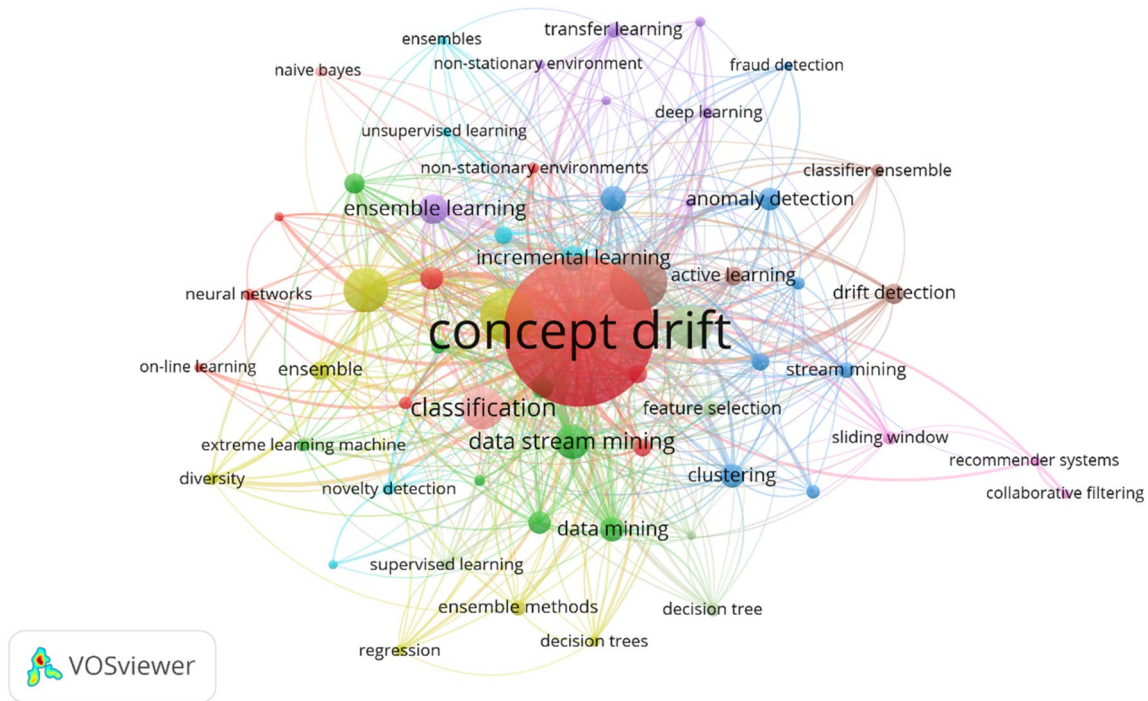 transfer learning
ensembles
non-stationary environment
fraud detection
naive bayes
deep learning
unsupervised learning
non-stationary environments
classifier ensemble
anomaly detection
ensemble learning
incremental learning
active learning
drift detection
neural networks
concept drift
on-line learning
ensemble
stream mining
classification
feature selection
data stream mining
sliding window
extreme learning machine
recommender systems
diversity
novelty detection
clustering
collaborative filtering
data mining
supervised learning
ensemble methods
decision tree
decision trees
regression
VOSviewer